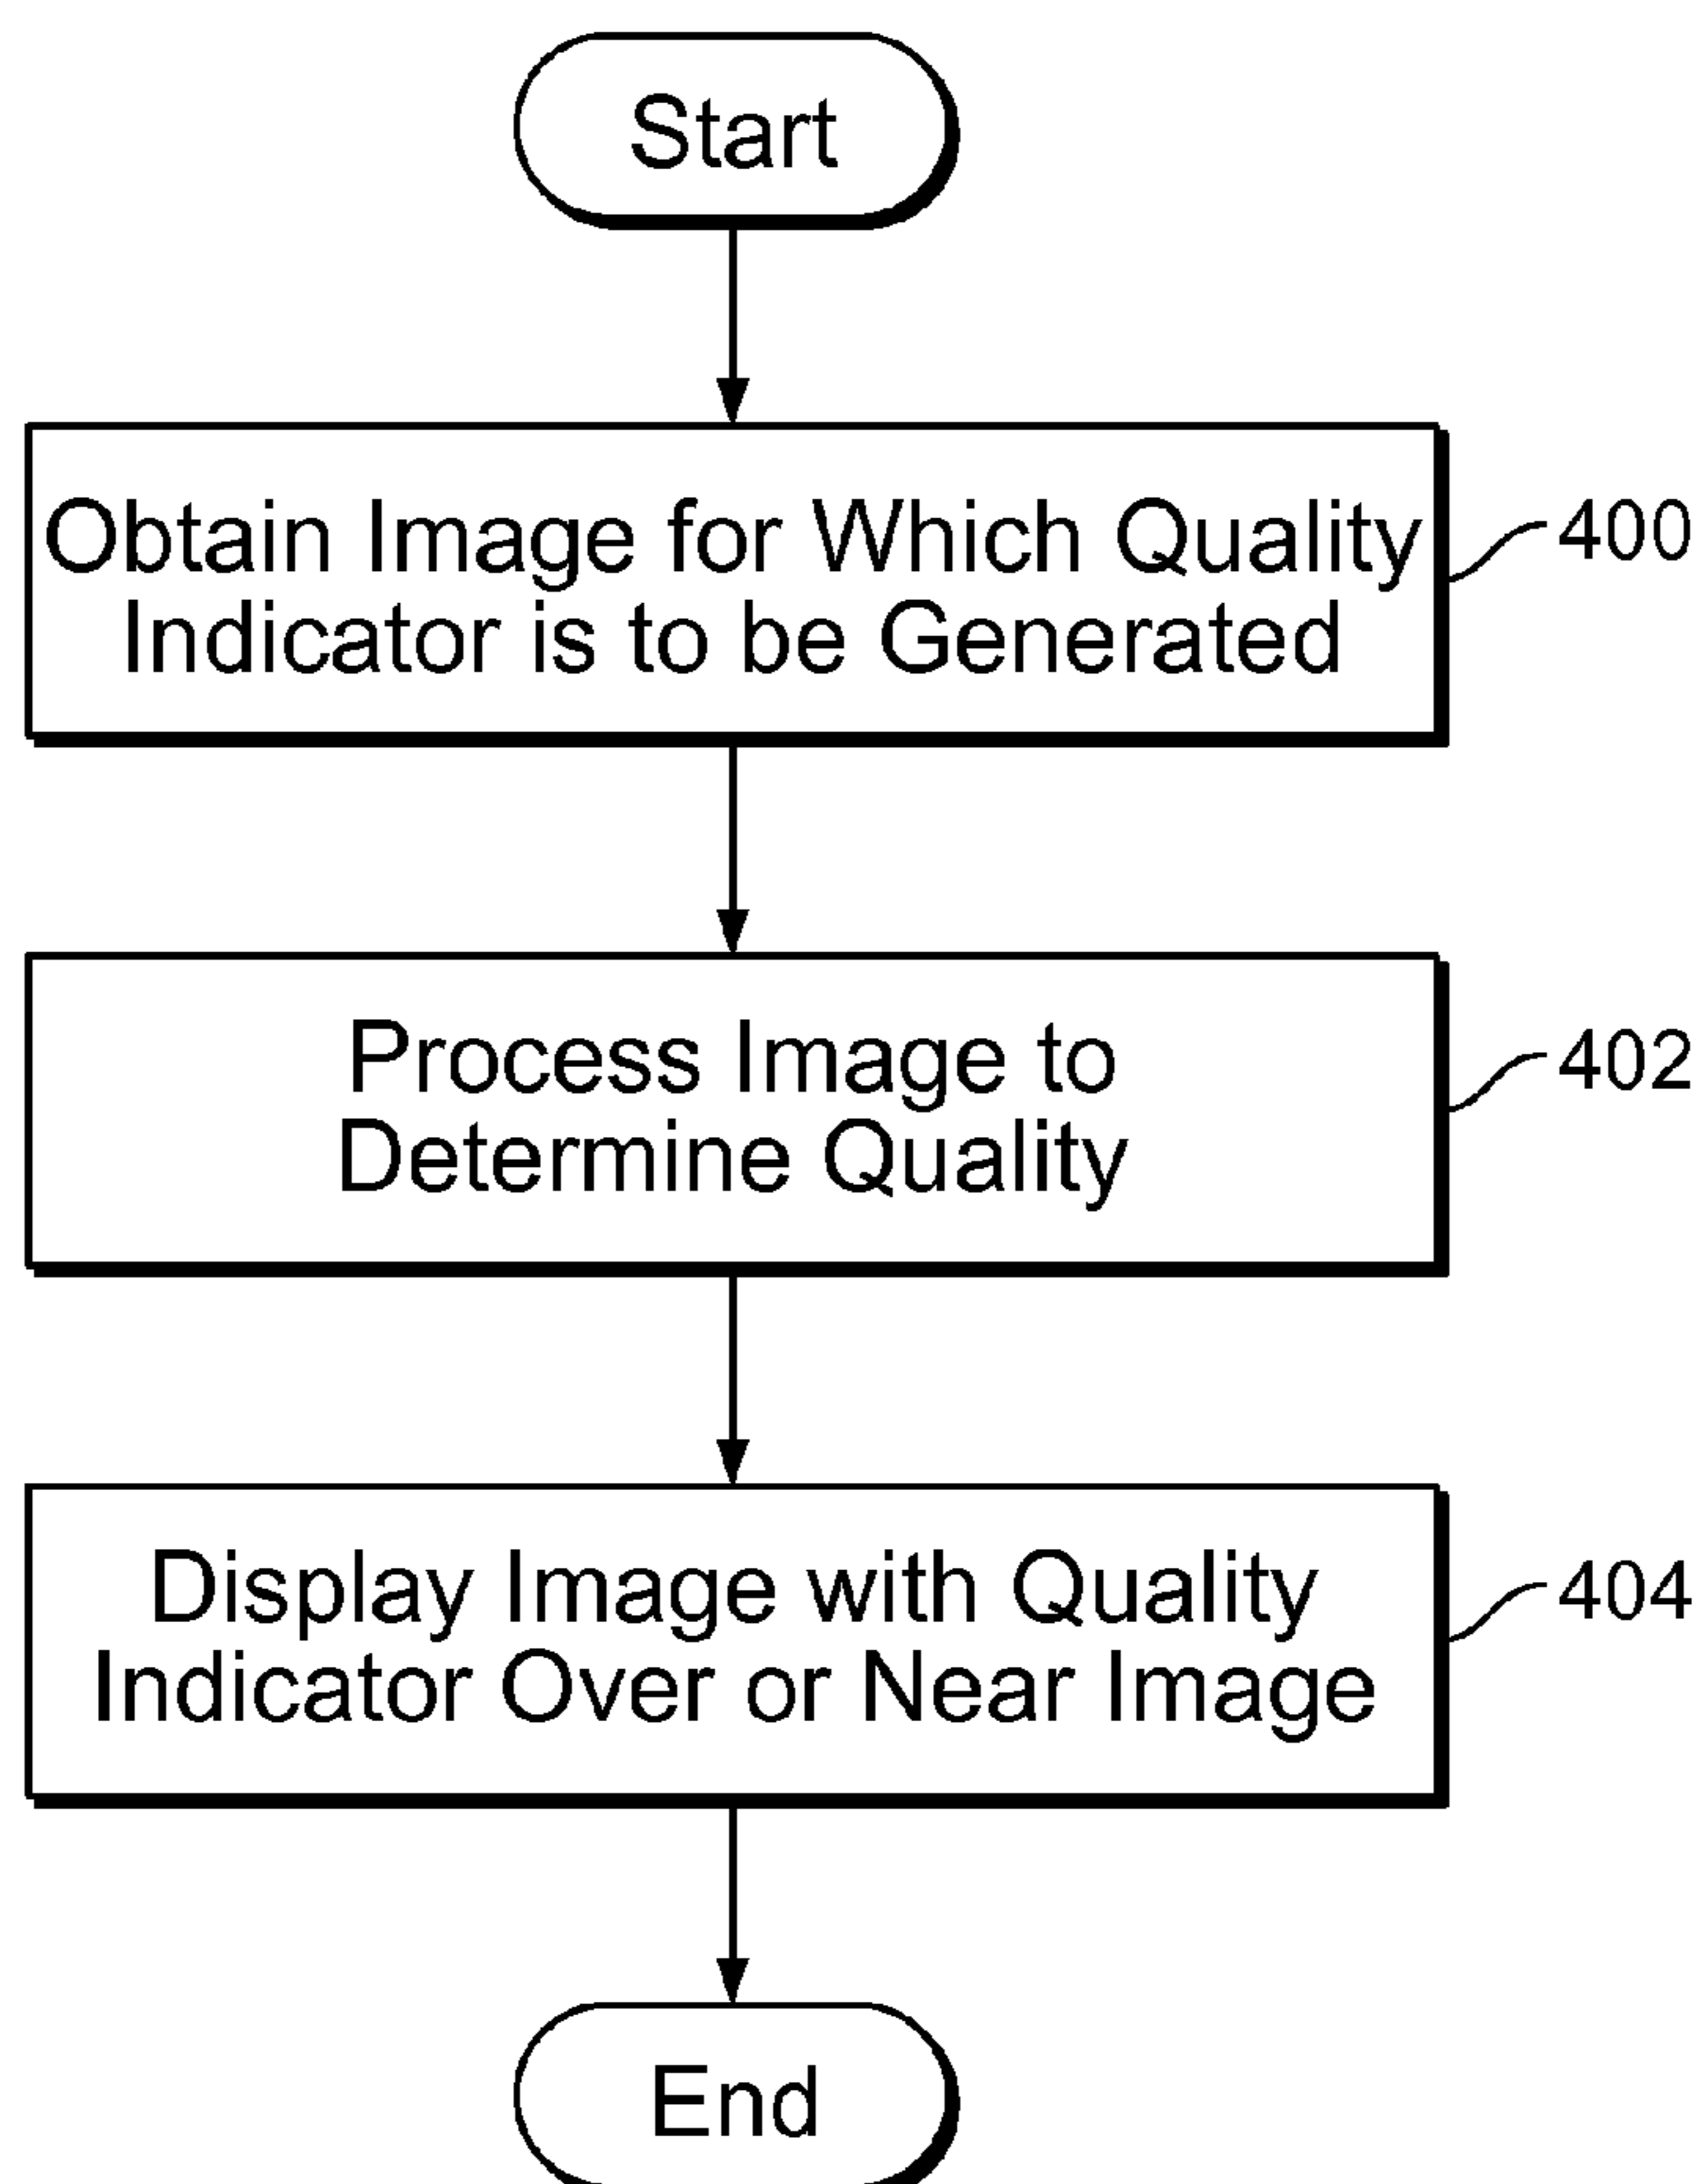 Start
Obtain Image for Which Quality
Indicator is to be Generated
400
Process Image to
Determine Quality
402
Display Image with Quality
Indicator Over or Near Image
404
End